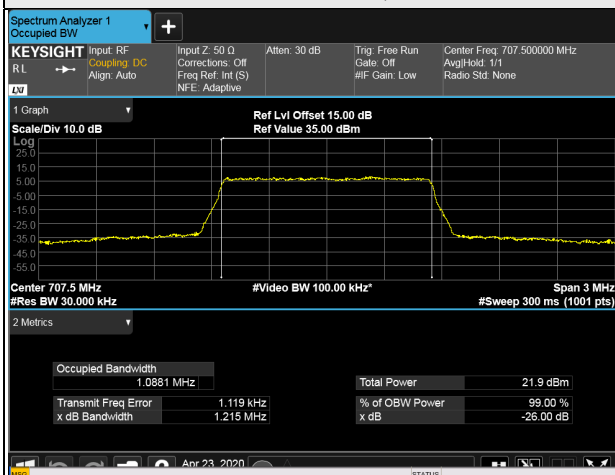 Spectrum Analyzer 1
Occupied BW
KEYSIGHT Input: RF Input Z: 50 Ω Atten: 30 dB Trig: Free Run Center Freq: 707.500000 MHz
RL Coupling: DC Corrections: Off Gate: Off Avg|Hold: 1/1
Align: Auto Freq Ref: Int (S) #IF Gain: Low Radio Std: None
LXI NFE: Adaptive
1 Graph Ref Lvl Offset 15.00 dB
Scale/Div 10.0 dB Ref Value 35.00 dBm
Log
25.0
15.0
5.00
-5.00
-15.0
-25.0
-35.0
-45.0
-55.0
Center 707.5 MHz #Video BW 100.00 kHz* Span 3 MHz
#Res BW 30.000 kHz #Sweep 300 ms (1001 pts)
2 Metrics
Occupied Bandwidth
1.0881 MHz Total Power 21.9 dBm
Transmit Freq Error 1.119 kHz % of OBW Power 99.00 %
x dB Bandwidth 1.215 MHz x dB -26.00 dB
Apr 23, 2020
MSG STATUS